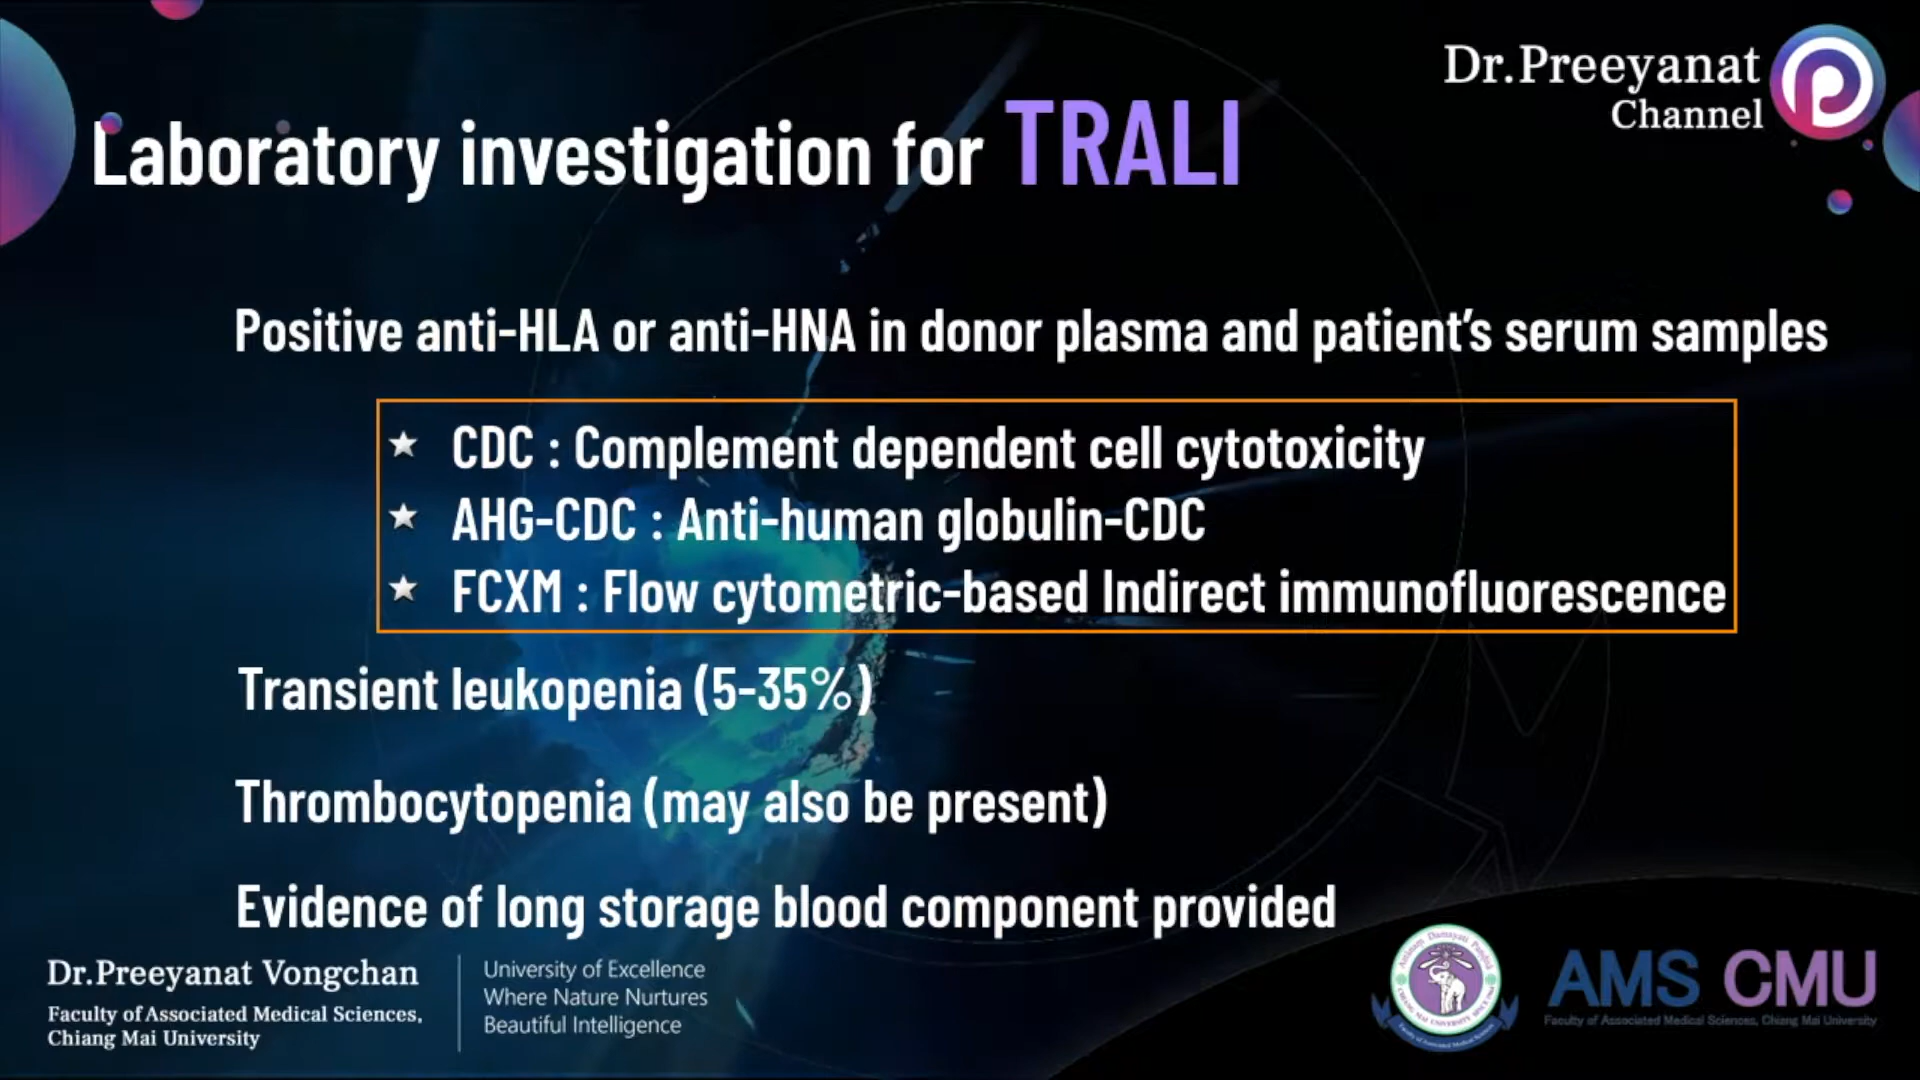 Dr.Preeyanat
Channel
Laboratory investigation for TRALI
Positive anti-HLA or anti-HNA in donor plasma and patient’s serum samples
★ CDC : Complement dependent cell cytotoxicity
★ AHG-CDC : Anti-human globulin-CDC
★ FCXM : Flow cytometric-based Indirect immunofluorescence
Transient leukopenia (5-35%)
Thrombocytopenia (may also be present)
Evidence of long storage blood component provided
Dr.Preeyanat Vongchan
Faculty of Associated Medical Sciences,
Chiang Mai University
University of Excellence
Where Nature Nurtures
Beautiful Intelligence
AMS CMU
Faculty of Associated Medical Sciences, Chiang Mai University